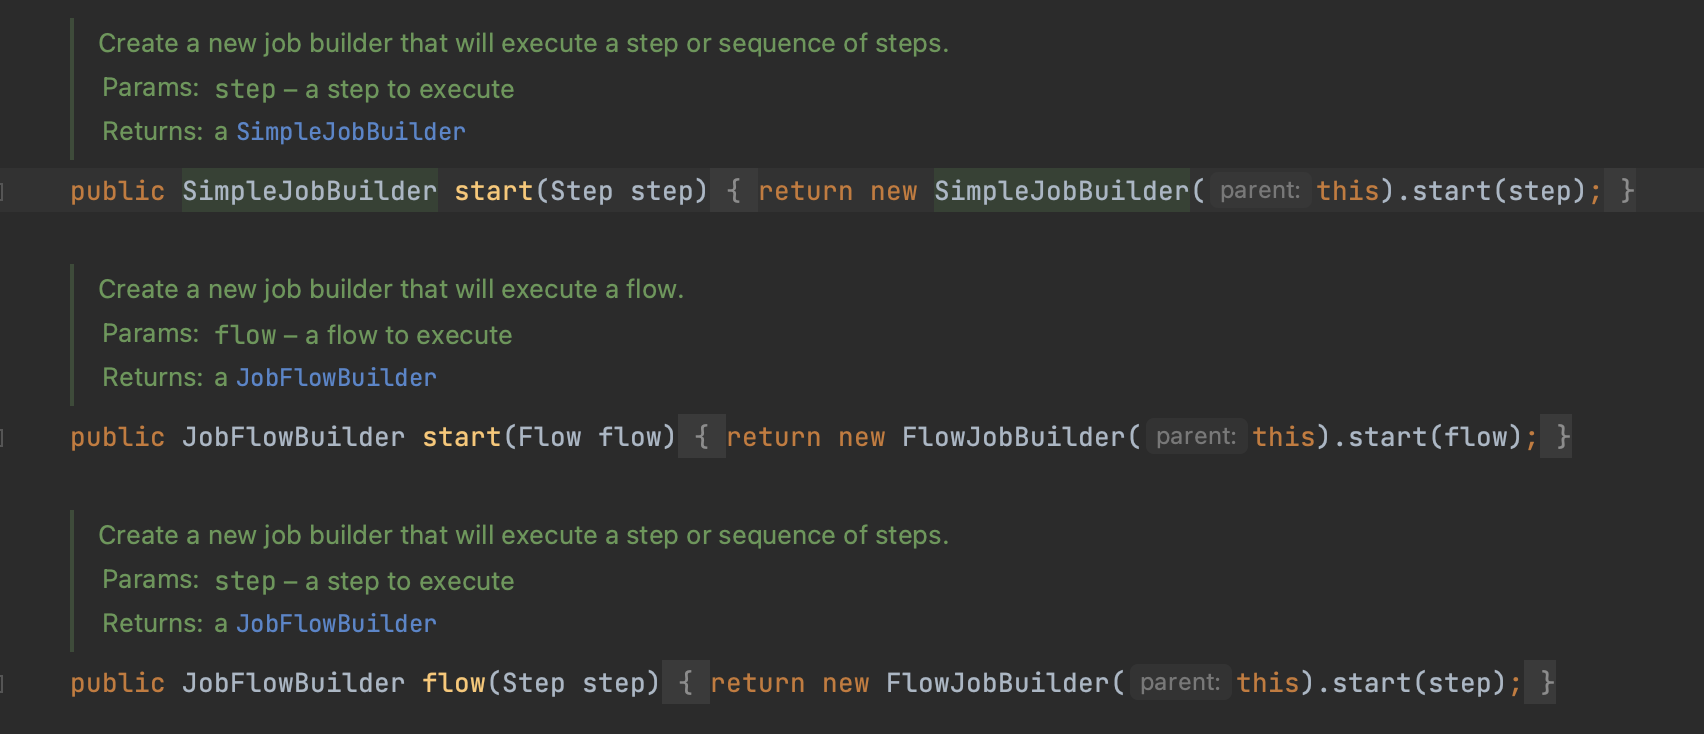 Create a new job builder that will execute a step or sequence of steps.
Params: step – a step to execute
Returns: a SimpleJobBuilder
public SimpleJobBuilder start(Step step) { return new SimpleJobBuilder( parent: this).start(step); }
Create a new job builder that will execute a flow.
Params: flow – a flow to execute
Returns: a JobFlowBuilder
public JobFlowBuilder start(Flow flow) { return new FlowJobBuilder( parent: this).start(flow); }
Create a new job builder that will execute a step or sequence of steps.
Params: step – a step to execute
Returns: a JobFlowBuilder
public JobFlowBuilder flow(Step step) { return new FlowJobBuilder( parent: this).start(step); }